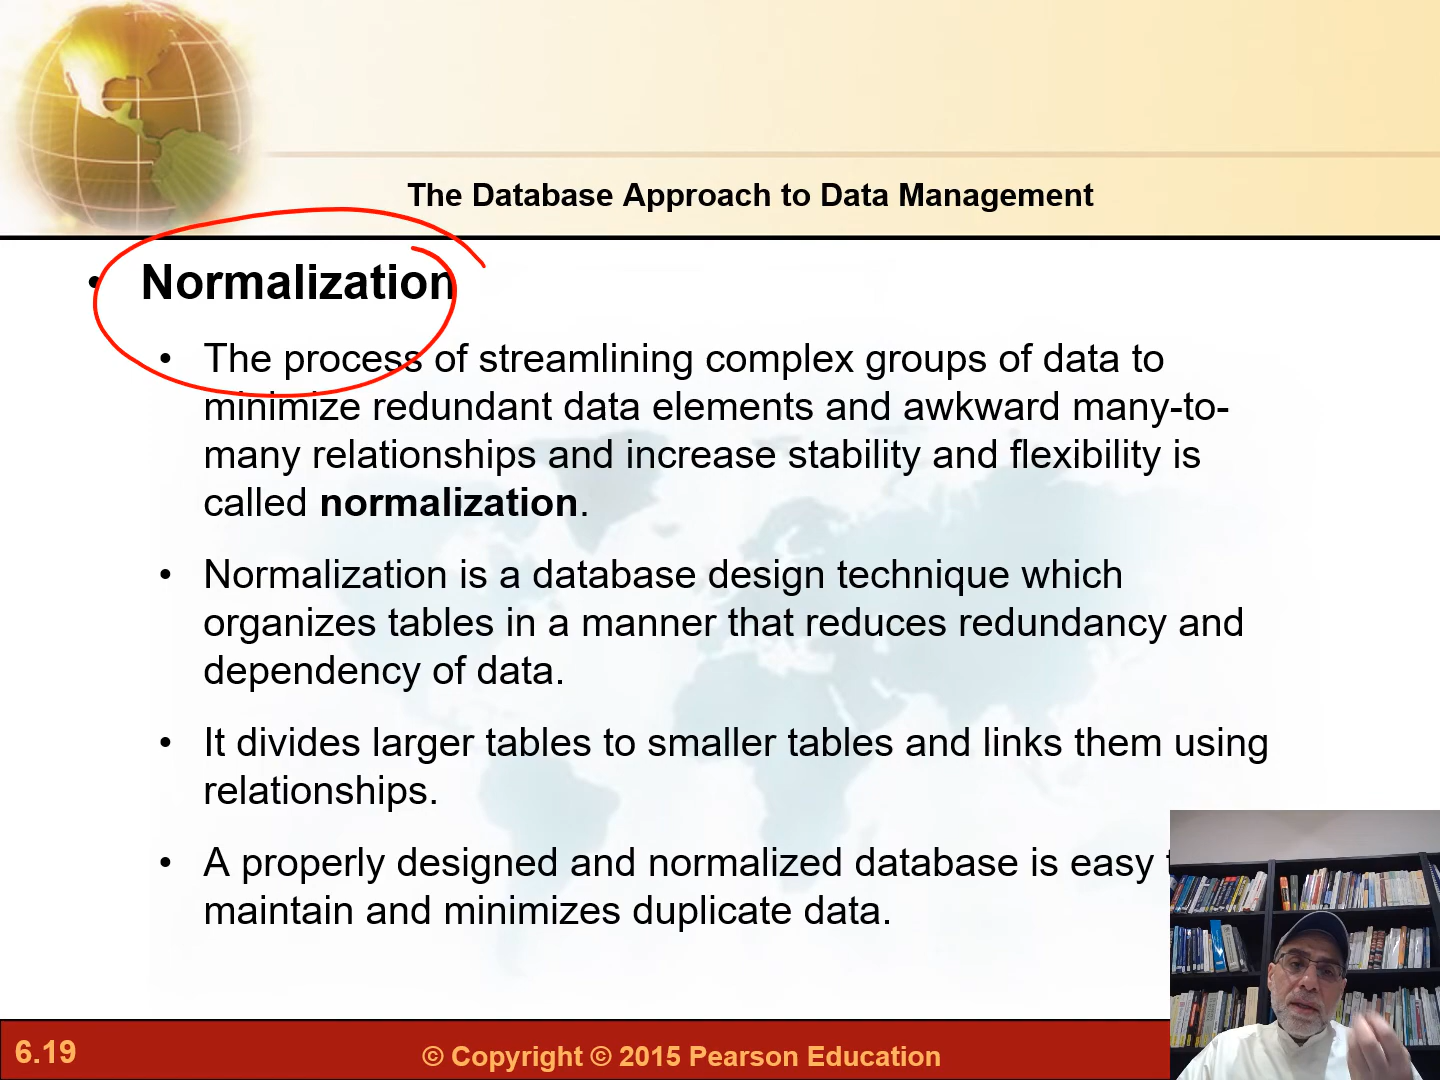 The Database Approach to Data Management
• Normalization
• The process of streamlining complex groups of data to
minimize redundant data elements and awkward many-to-
many relationships and increase stability and flexibility is
called normalization.
• Normalization is a database design technique which
organizes tables in a manner that reduces redundancy and
dependency of data.
• It divides larger tables to smaller tables and links them using
relationships.
• A properly designed and normalized database is easy
maintain and minimizes duplicate data.
6.19
© Copyright © 2015 Pearson Education